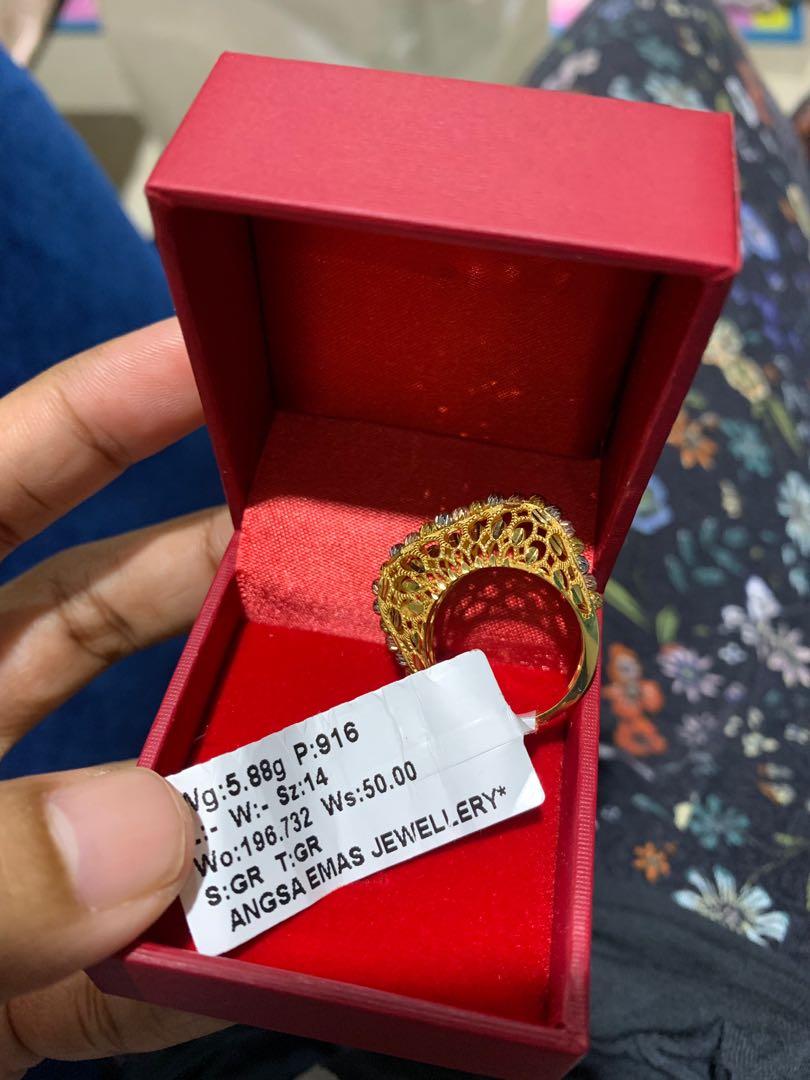 Wg:5.88g P:916
:- W:- Sz:14
Wo:196.732 Ws:50.00
S:GR T:GR
ANGSA EMAS JEWELLERY*